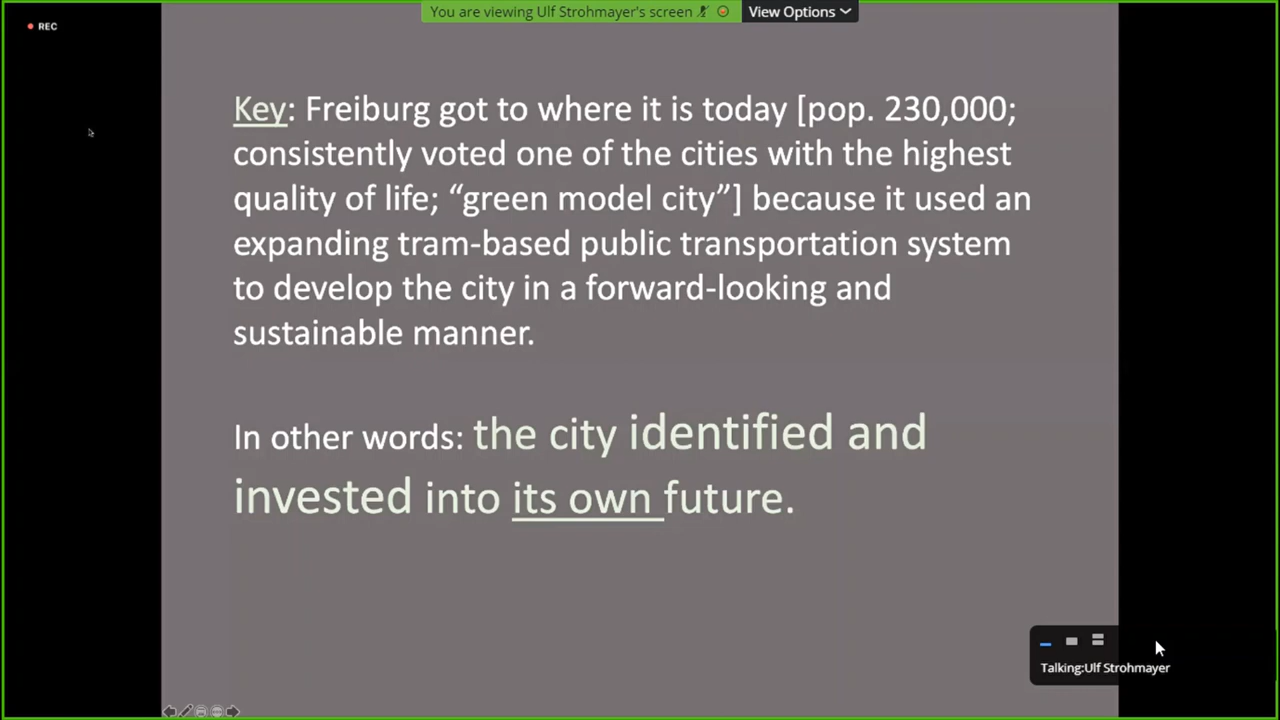 REC
You are viewing Ulf Strohmayer's screen
View Options
Key: Freiburg got to where it is today [pop. 230,000;
consistently voted one of the cities with the highest
quality of life; “green model city”] because it used an
expanding tram-based public transportation system
to develop the city in a forward-looking and
sustainable manner.
In other words: the city identified and
invested into its own future.
Talking:Ulf Strohmayer